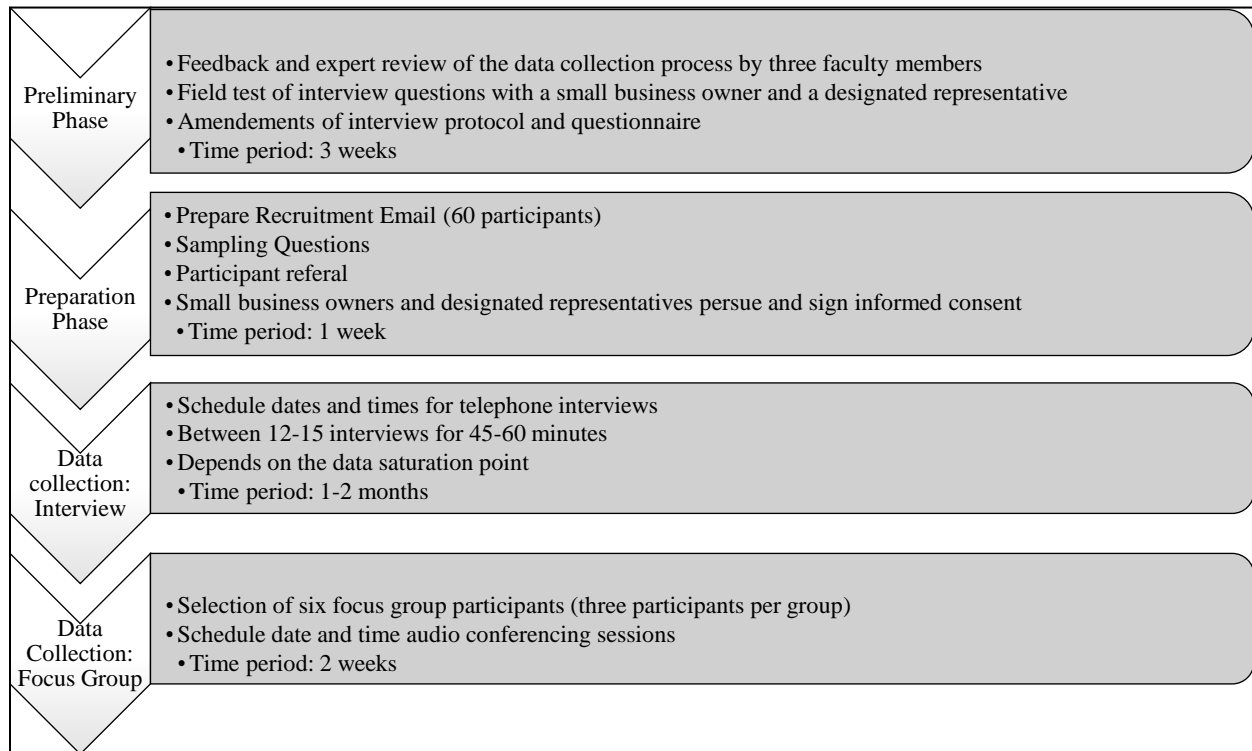 Preliminary
Phase
• Feedback and expert review of the data collection process by three faculty members
• Field test of interview questions with a small business owner and a designated representative
• Amendements of interview protocol and questionnaire
• Time period: 3 weeks
Preparation
Phase
• Prepare Recruitment Email (60 participants)
• Sampling Questions
• Participant referal
• Small business owners and designated representatives persue and sign informed consent
• Time period: 1 week
Data
collection:
Interview
• Schedule dates and times for telephone interviews
• Between 12-15 interviews for 45-60 minutes
• Depends on the data saturation point
• Time period: 1-2 months
Data
Collection:
Focus Group
• Selection of six focus group participants (three participants per group)
• Schedule date and time audio conferencing sessions
• Time period: 2 weeks